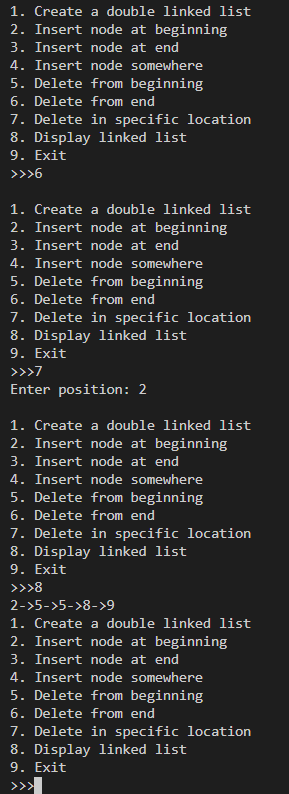 1. Create a double linked list
2. Insert node at beginning
3. Insert node at end
4. Insert node somewhere
5. Delete from beginning
6. Delete from end
7. Delete in specific location
8. Display linked list
9. Exit
>>>6
1. Create a double linked list
2. Insert node at beginning
3. Insert node at end
4. Insert node somewhere
5. Delete from beginning
6. Delete from end
7. Delete in specific location
8. Display linked list
9. Exit
>>>7
Enter position: 2
1. Create a double linked list
2. Insert node at beginning
3. Insert node at end
4. Insert node somewhere
5. Delete from beginning
6. Delete from end
7. Delete in specific location
8. Display linked list
9. Exit
>>>8
2->5->5->8->9
1. Create a double linked list
2. Insert node at beginning
3. Insert node at end
4. Insert node somewhere
5. Delete from beginning
6. Delete from end
7. Delete in specific location
8. Display linked list
9. Exit
>>>